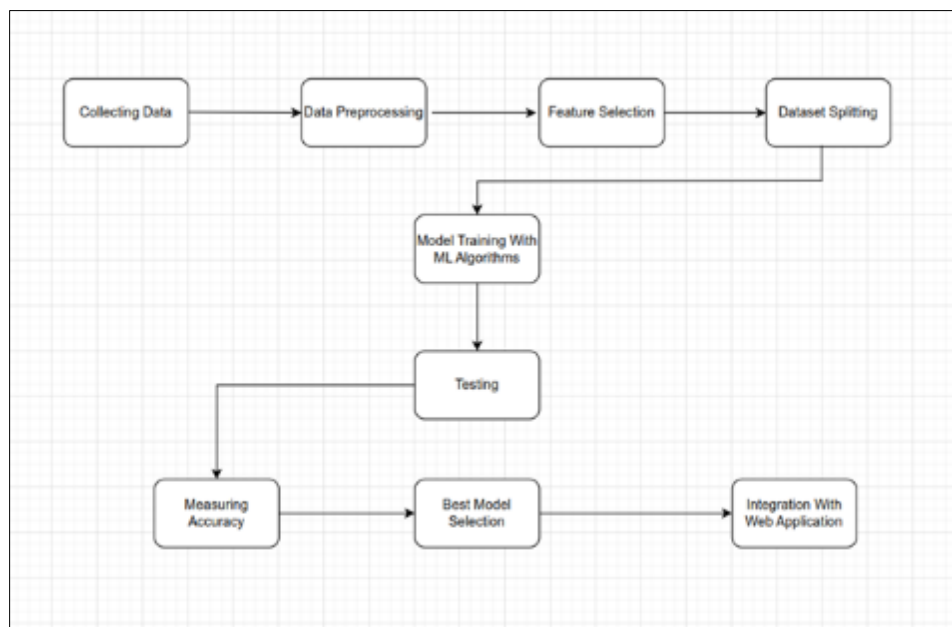 Collecting Data
Data Preprocessing
Feature Selection
Dataset Splitting
Model Training With
ML Algorithms
Testing
Measuring
Accuracy
Best Model
Selection
Integration With
Web Application